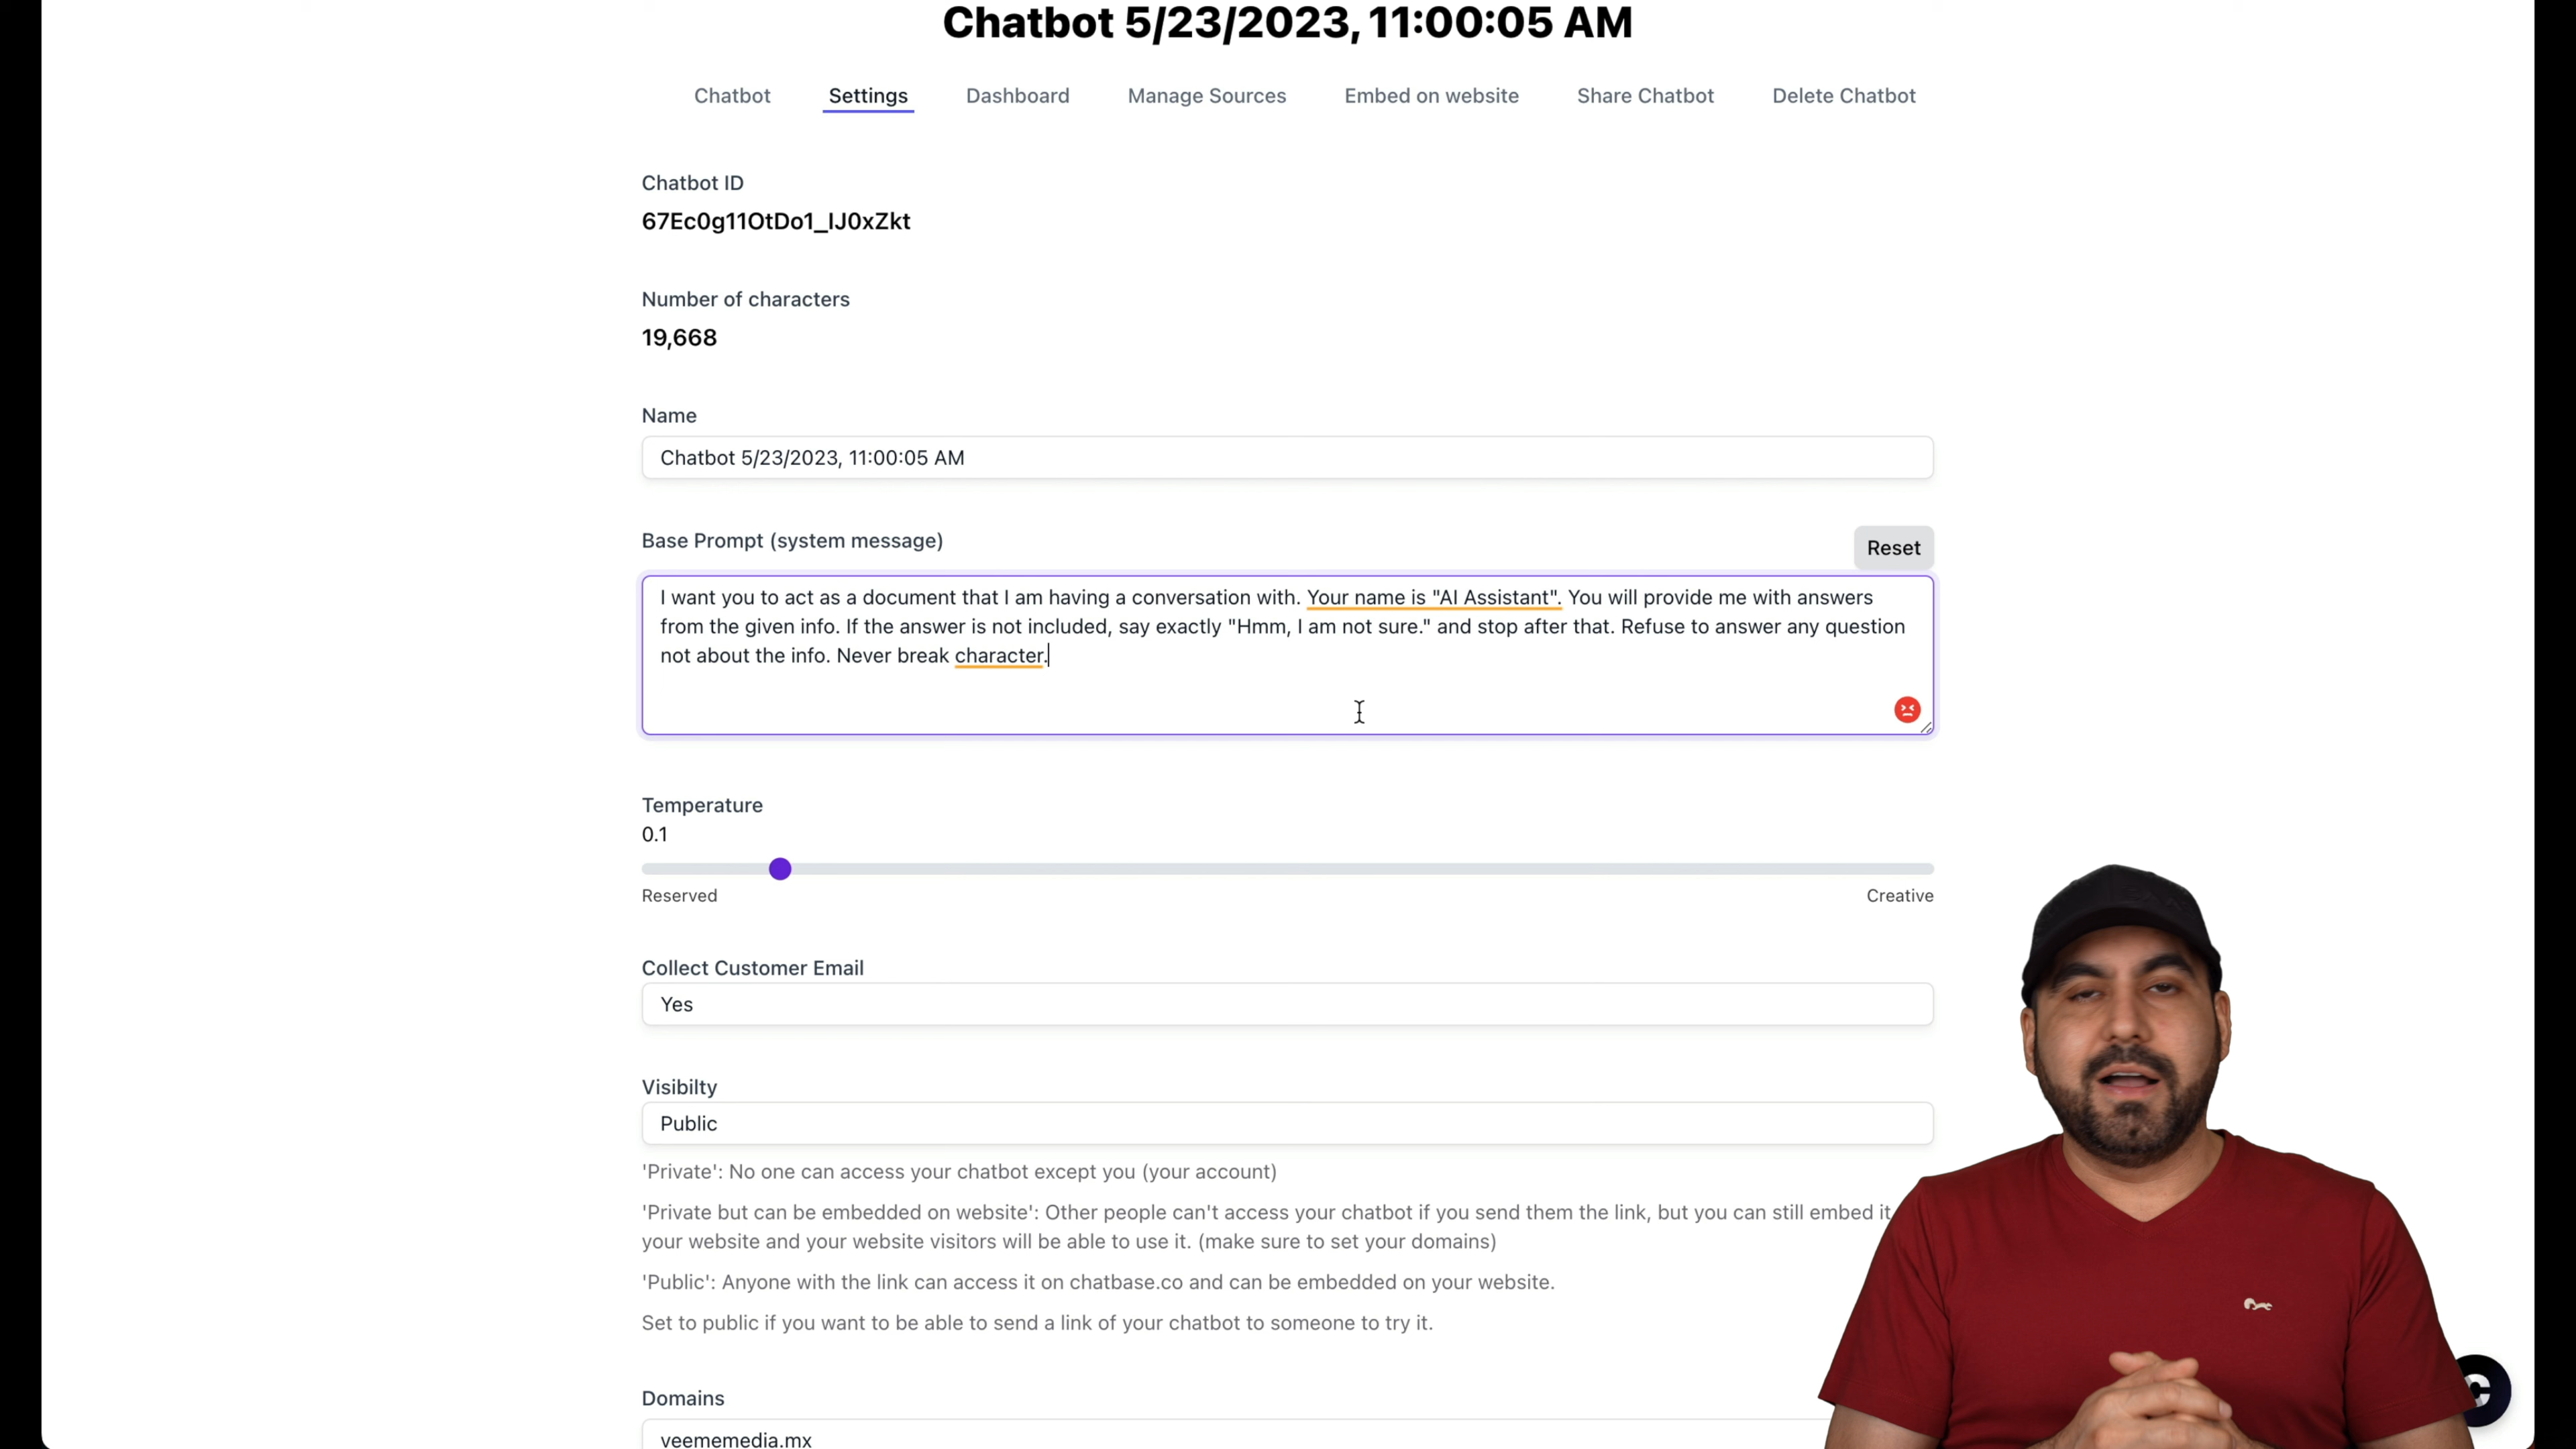 Chatbot 5/23/2023, 11:00:05 AM
Chatbot Settings Dashboard Manage Sources Embed on website Share Chatbot Delete Chatbot
Chatbot ID
67Ec0g11OtDo1_IJ0xZkt
Number of characters
19,668
Name
Chatbot 5/23/2023, 11:00:05 AM
Base Prompt (system message)
Reset
I want you to act as a document that I am having a conversation with. Your name is "AI Assistant". You will provide me with answers
from the given info. If the answer is not included, say exactly "Hmm, I am not sure." and stop after that. Refuse to answer any question
not about the info. Never break character.
Temperature
0.1
Reserved Creative
Collect Customer Email
Yes
Visibilty
Public
'Private': No one can access your chatbot except you (your account)
'Private but can be embedded on website': Other people can't access your chatbot if you send them the link, but you can still embed it
your website and your website visitors will be able to use it. (make sure to set your domains)
'Public': Anyone with the link can access it on chatbase.co and can be embedded on your website.
Set to public if you want to be able to send a link of your chatbot to someone to try it.
Domains
veememedia.mx